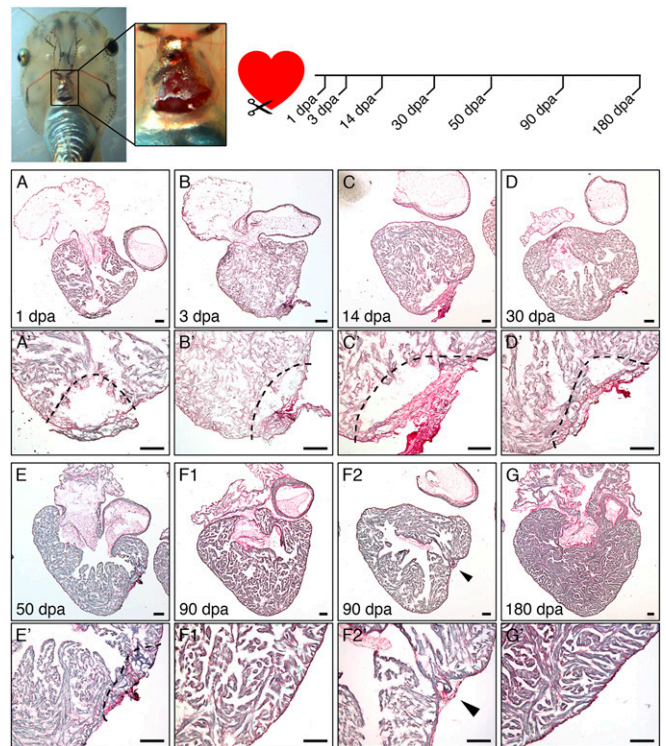 1 dpa
3 dpa
14 dpa
30 dpa
50 dpa
90 dpa
180 dpa
A
1 dpa
B
3 dpa
C
14 dpa
D
30 dpa
A'
B'
C'
D'
E
50 dpa
F1
90 dpa
F2
90 dpa
G
180 dpa
E'
F1'
F2'
G'